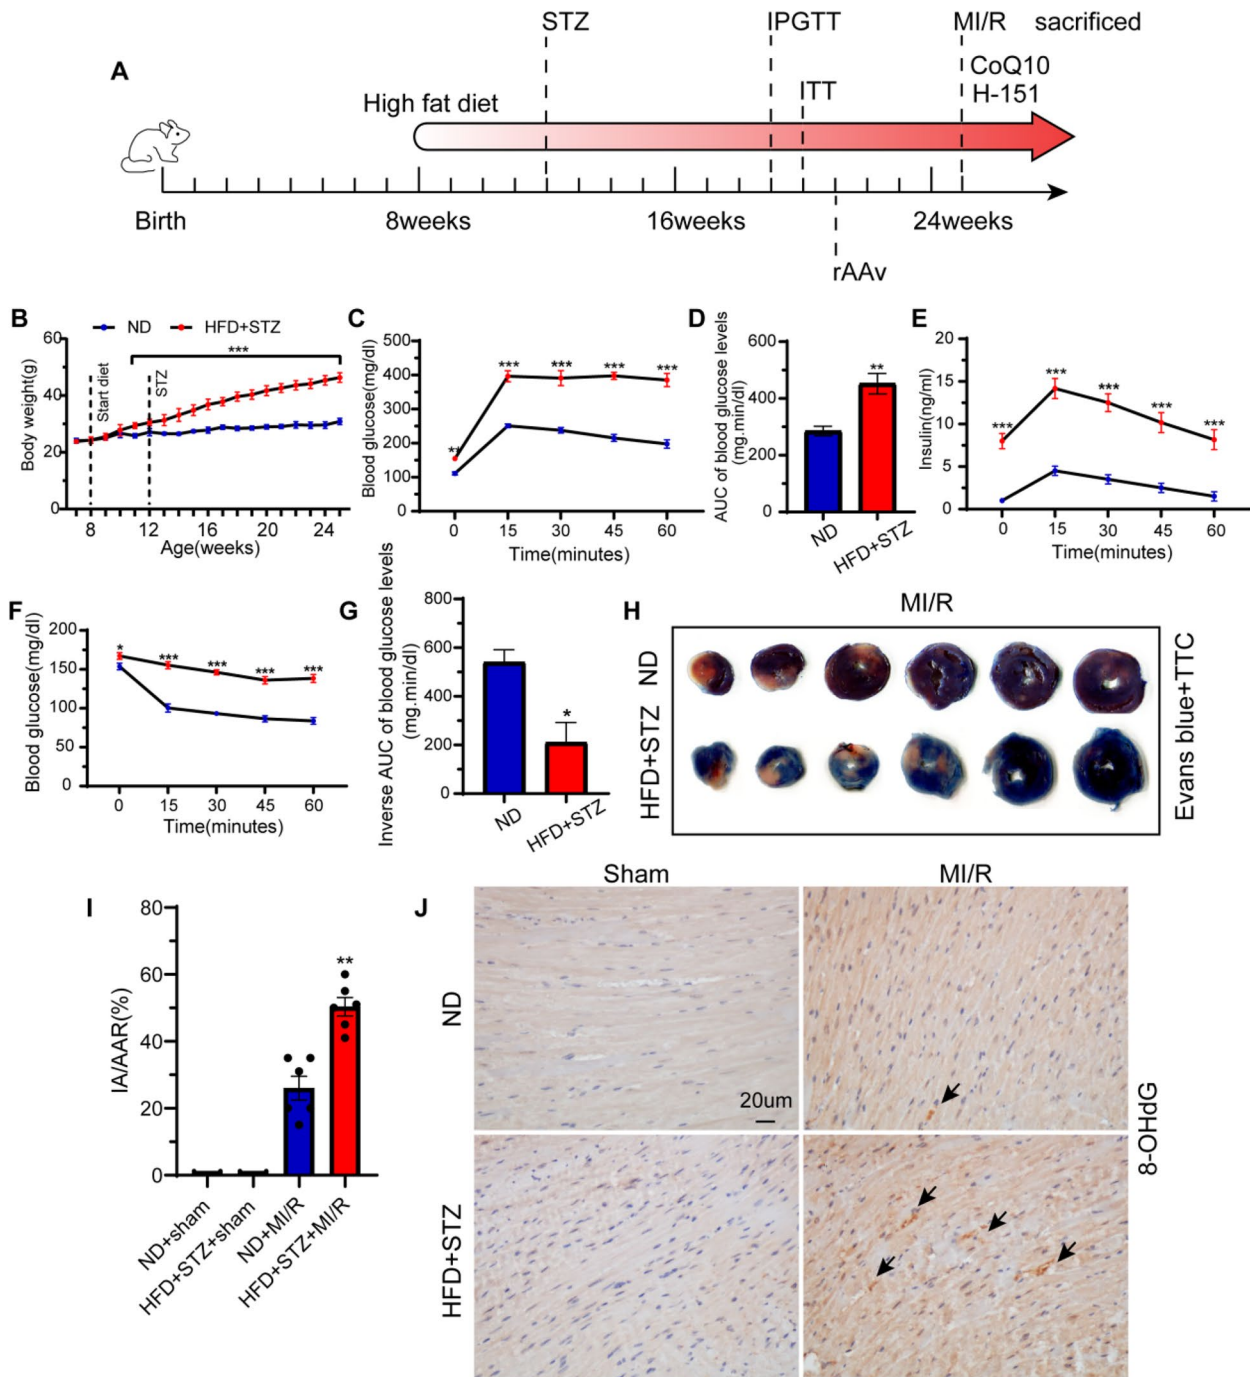 A
STZ
IPGTT
MI/R
sacrificed
CoQ10
H-151
ITT
High fat diet
Birth
8weeks
16weeks
24weeks
rAAv
B
ND
HFD+STZ
***
Start diet
STZ
Body weight(g)
60
40
20
0
8
12
16
20
24
Age(weeks)
C
Blood glucose(mg/dl)
500
400
300
200
100
0
**
***
***
***
***
0
15
30
45
60
Time(minutes)
D
AUC of blood glucose levels
(mg.min/dl)
600
400
200
0
**
ND
HFD+STZ
E
Insulin(ng/ml)
20
15
10
5
0
***
***
***
***
***
0
15
30
45
60
Time(minutes)
F
Blood glucose(mg/dl)
200
150
100
50
0
*
***
***
***
***
0
15
30
45
60
Time(minutes)
G
Inverse AUC of blood glucose levels
(mg.min/dl)
800
600
400
200
0
*
ND
HFD+STZ
H
MI/R
ND
HFD+STZ
Evans blue+TTC
I
IA/AAR(%)
80
60
40
20
0
**
ND+sham
HFD+STZ+sham
ND+MI/R
HFD+STZ+MI/R
J
Sham
MI/R
ND
HFD+STZ
20um
8-OHdG